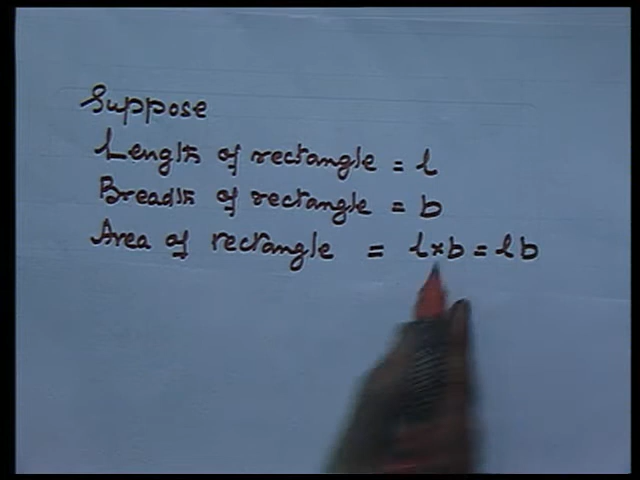 Suppose
Length of rectangle = l
Breadth of rectangle = b
Area of rectangle = l×b = lb